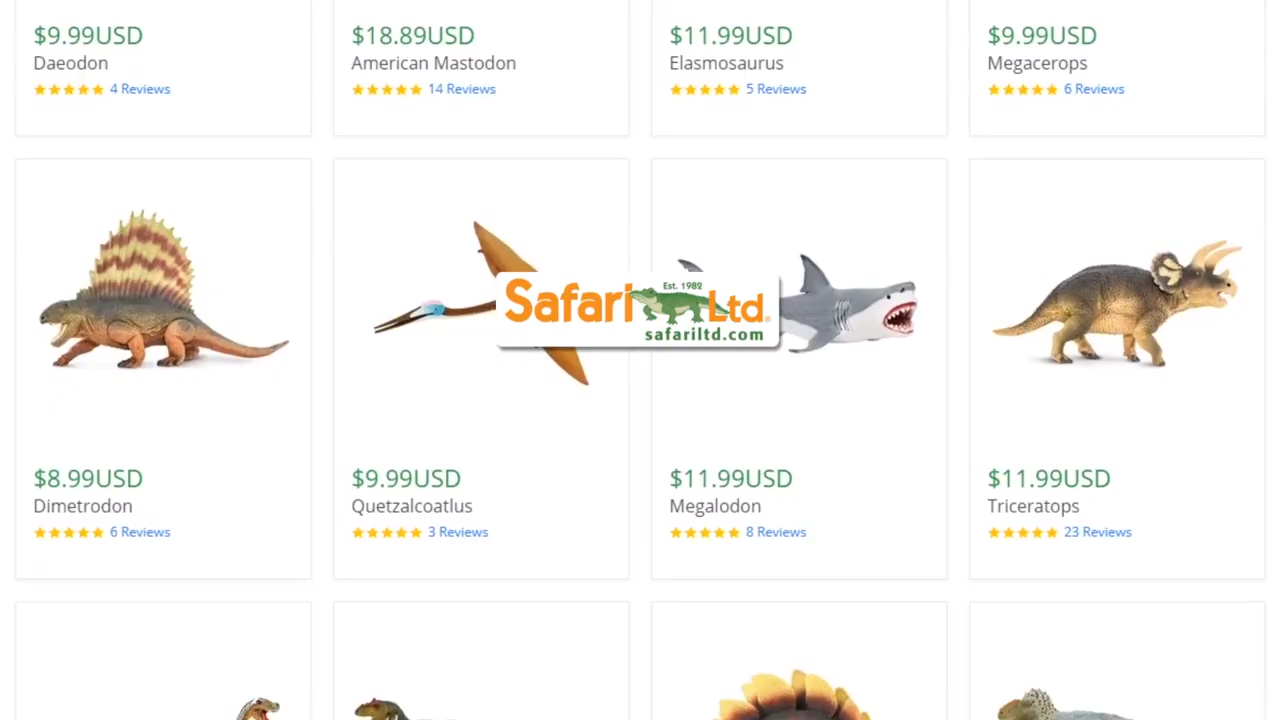 $9.99USD
Daedon
4 Reviews
$18.89USD
American Mastodon
14 Reviews
$11.99USD
Elasmosaurus
5 Reviews
$9.99USD
Megacerops
6 Reviews
Est. 1982
Safari Ltd.®
safariltd.com
$8.99USD
Dimetrodon
6 Reviews
$9.99USD
Quetzalcoatlus
3 Reviews
$11.99USD
Megalodon
8 Reviews
$11.99USD
Triceratops
23 Reviews